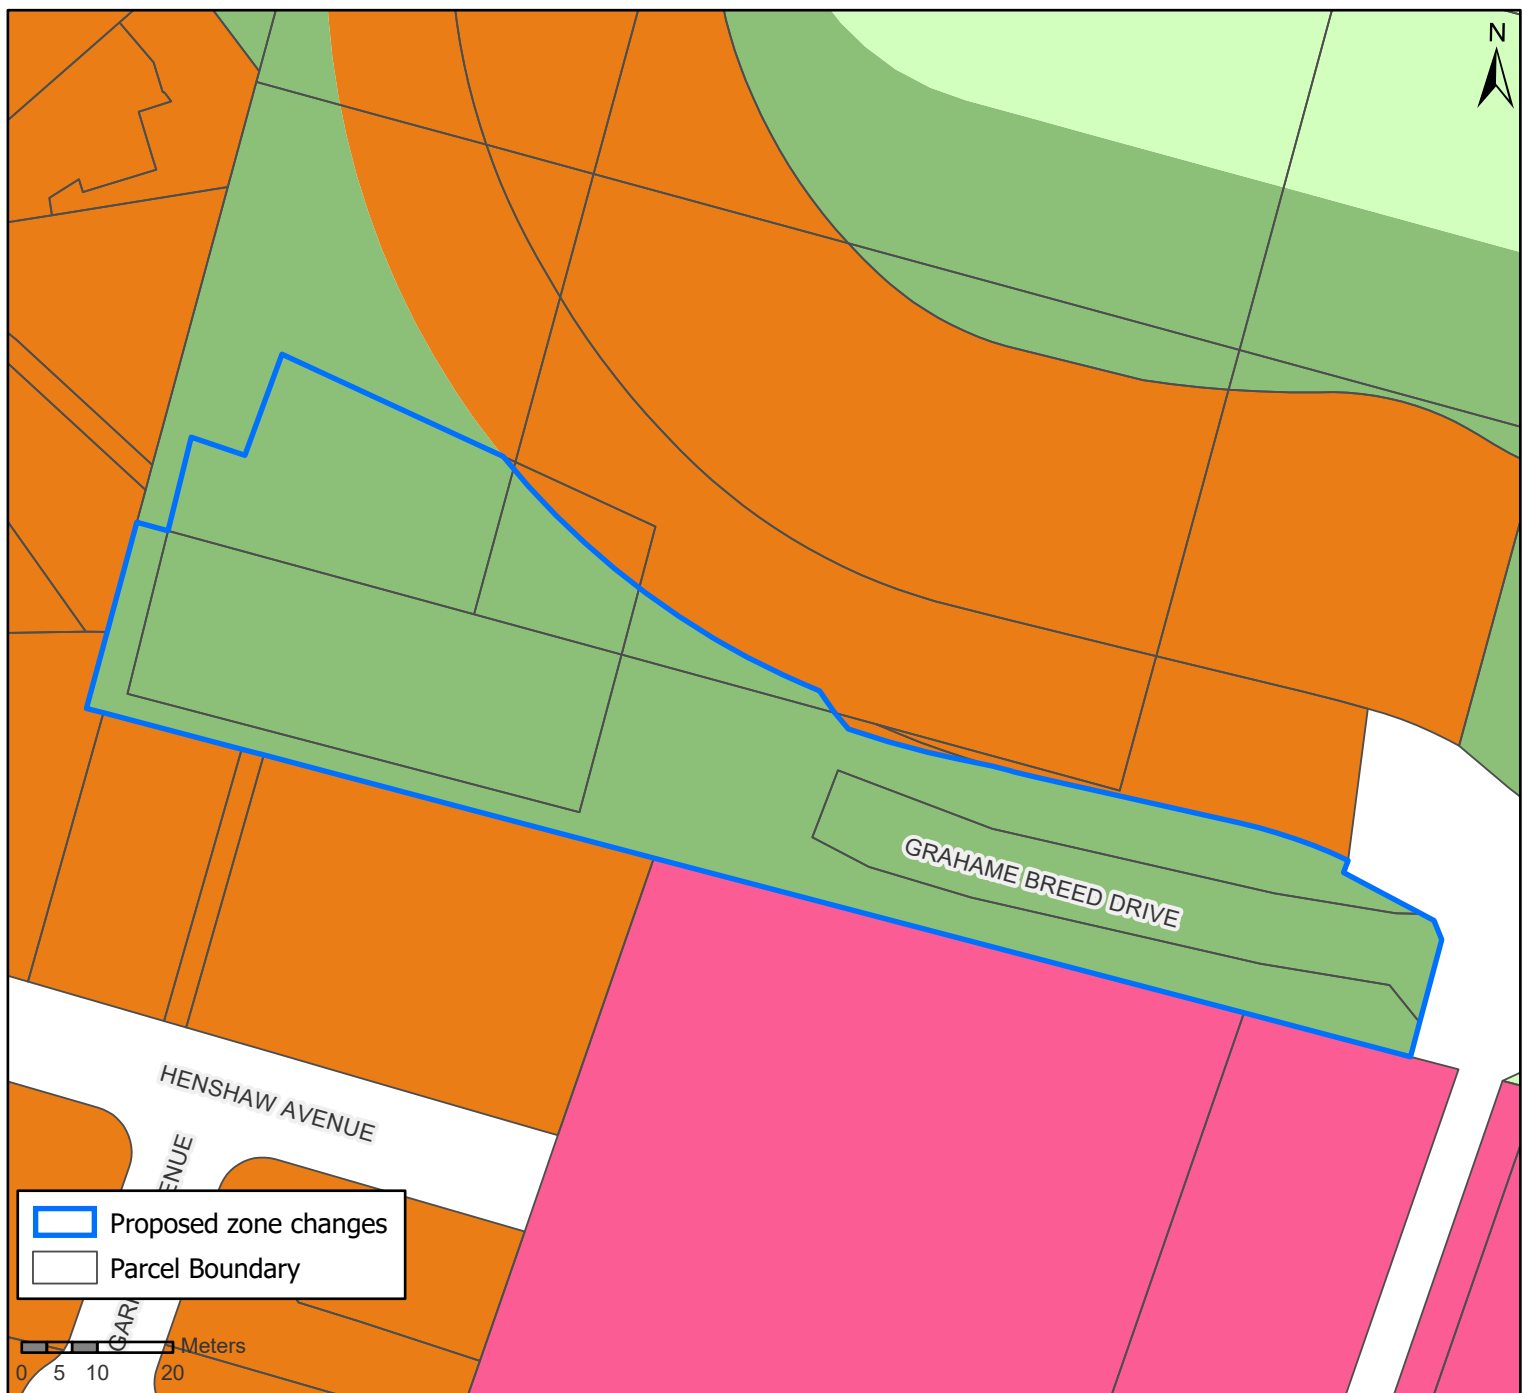 N
GRAHAME BREED DRIVE
HENSHAW AVENUE
Proposed zone changes
Parcel Boundary
Meters
0 5 10 20